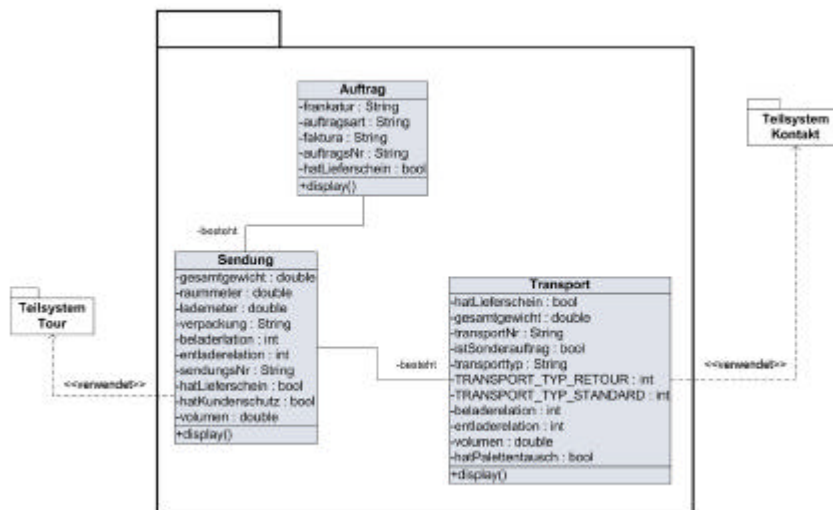 Auftrag
-frankatur : String
-auftragsart : String
-faktura : String
-auftragsNr : String
-hatLieferschein : bool
+display()
Teilsystem
Kontakt
-besteht
Sendung
-gesamtgewicht : double
-raummeter : double
-lademeter : double
-verpackung : String
-beladerlation : int
-entladerelation : int
-sendungsNr : String
-hatLieferschein : bool
-hatKundenschutz : bool
-volumen : double
+display()
Teilsystem
Tour
<<verwendet>>
-besteht
Transport
-hatLieferschein : bool
-gesamtgewicht : double
-transportNr : String
-istSonderauftrag : bool
-transporttyp : String
-TRANSPORT_TYP_RETOUR : int
-TRANSPORT_TYP_STANDARD : int
-beladerelation : int
-entladerelation : int
-volumen : double
-hatPalettentausch : bool
+display()
<<verwendet>>